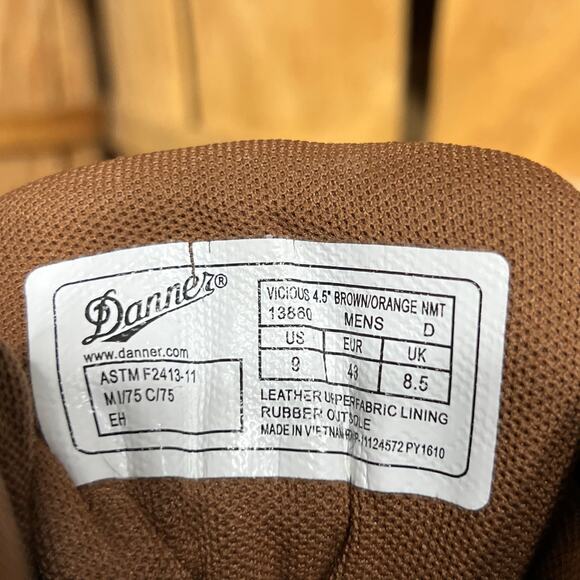 Danner®
www.danner.com
ASTM F2413-11
M I/75 C/75
EH
VICIOUS 4.5" BROWN/ORANGE NMT
13860 MENS D
US EUR UK
9 43 8.5
LEATHER UPPER FABRIC LINING
RUBBER OUTSOLE
MADE IN VIETNAM PY1610